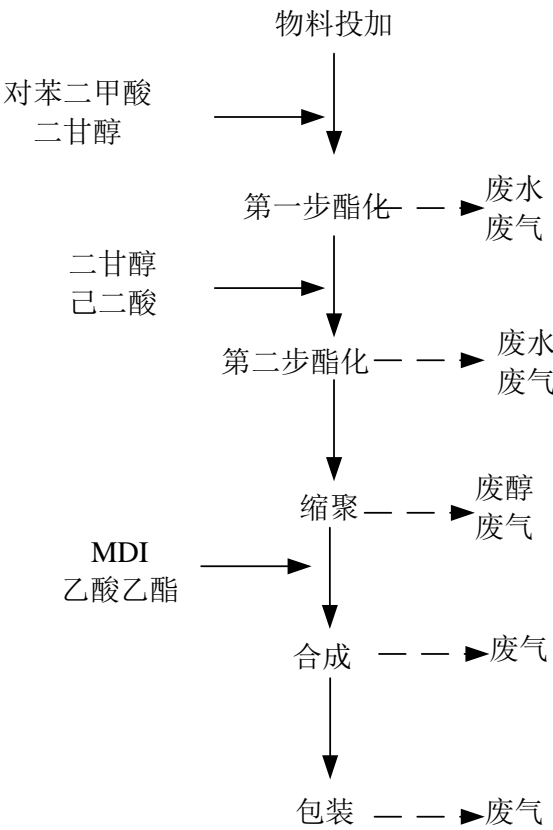 物料投加
对苯二甲酸
二甘醇
第一步酯化
废水
废气
二甘醇
己二酸
第二步酯化
废水
废气
缩聚
废醇
废气
MDI
乙酸乙酯
合成
废气
包装
废气